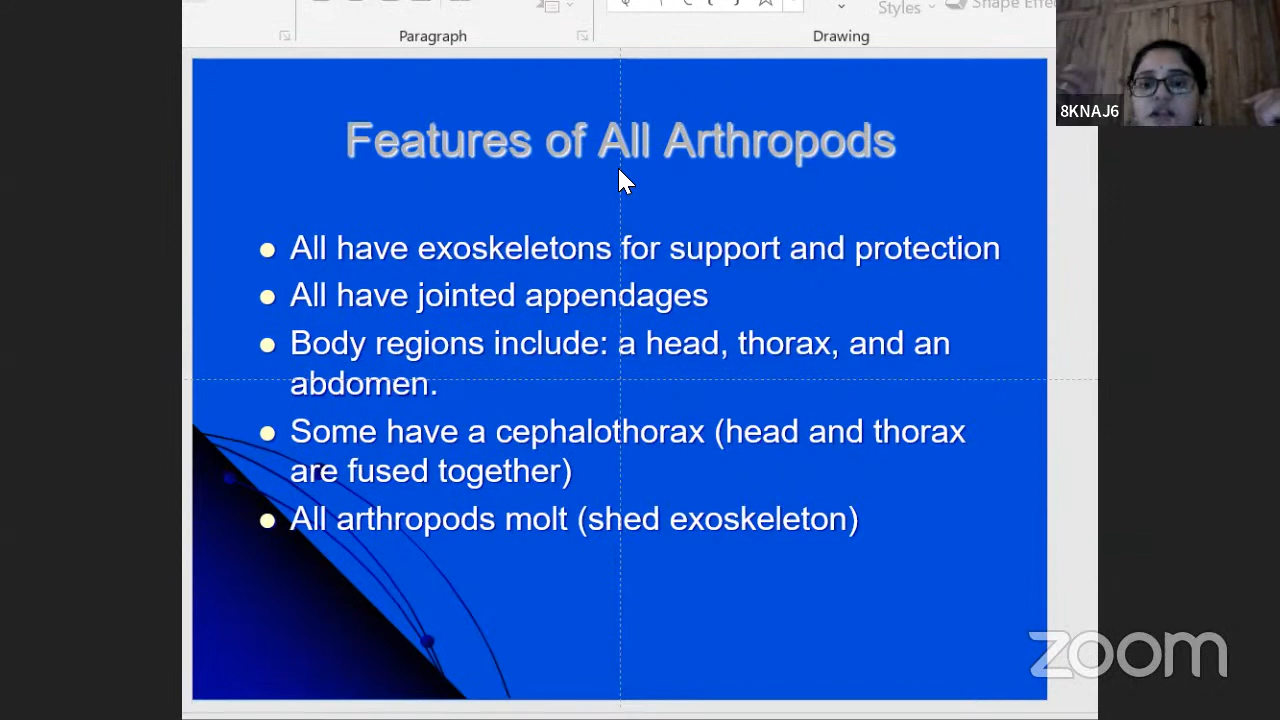 Styles
Shape Effe
Paragraph
Drawing
8KNAJ6
Features of All Arthropods
All have exoskeletons for support and protection
All have jointed appendages
Body regions include: a head, thorax, and an
abdomen.
Some have a cephalothorax (head and thorax
are fused together)
All arthropods molt (shed exoskeleton)
zoom